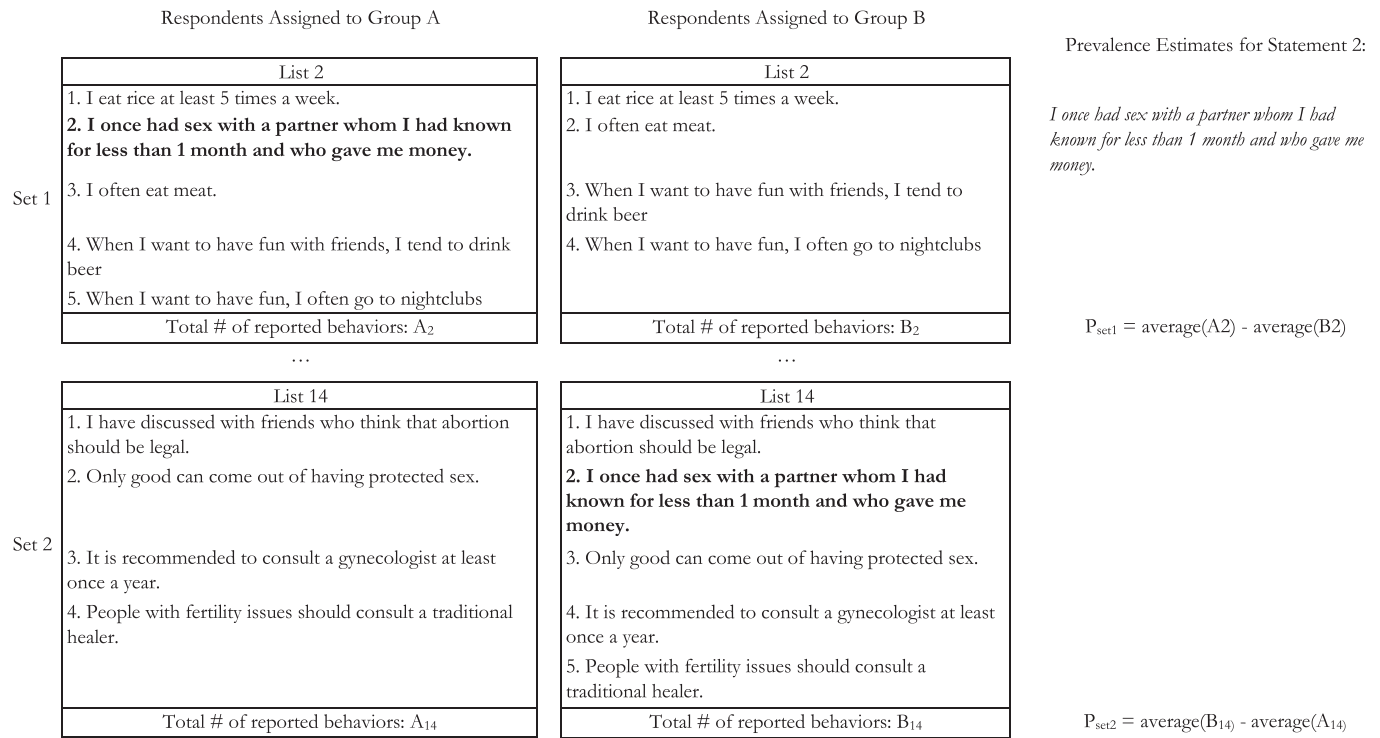 Respondents Assigned to Group A
Respondents Assigned to Group B
Prevalence Estimates for Statement 2:
I once had sex with a partner whom I had
known for less than 1 month and who gave me
money.
Set 1
List 2
1. I eat rice at least 5 times a week.
2. I once had sex with a partner whom I had known
for less than 1 month and who gave me money.
3. I often eat meat.
4. When I want to have fun with friends, I tend to drink
beer
5. When I want to have fun, I often go to nightclubs
Total # of reported behaviors: A2
List 2
1. I eat rice at least 5 times a week.
2. I often eat meat.
3. When I want to have fun with friends, I tend to
drink beer
4. When I want to have fun, I often go to nightclubs
Total # of reported behaviors: B2
Pset1 = average(A2) - average(B2)
…
…
Set 2
List 14
1. I have discussed with friends who think that abortion
should be legal.
2. Only good can come out of having protected sex.
3. It is recommended to consult a gynecologist at least
once a year.
4. People with fertility issues should consult a traditional
healer.
Total # of reported behaviors: A14
List 14
1. I have discussed with friends who think that
abortion should be legal.
2. I once had sex with a partner whom I had
known for less than 1 month and who gave me
money.
3. Only good can come out of having protected sex.
4. It is recommended to consult a gynecologist at least
once a year.
5. People with fertility issues should consult a
traditional healer.
Total # of reported behaviors: B14
Pset2 = average(B14) - average(A14)